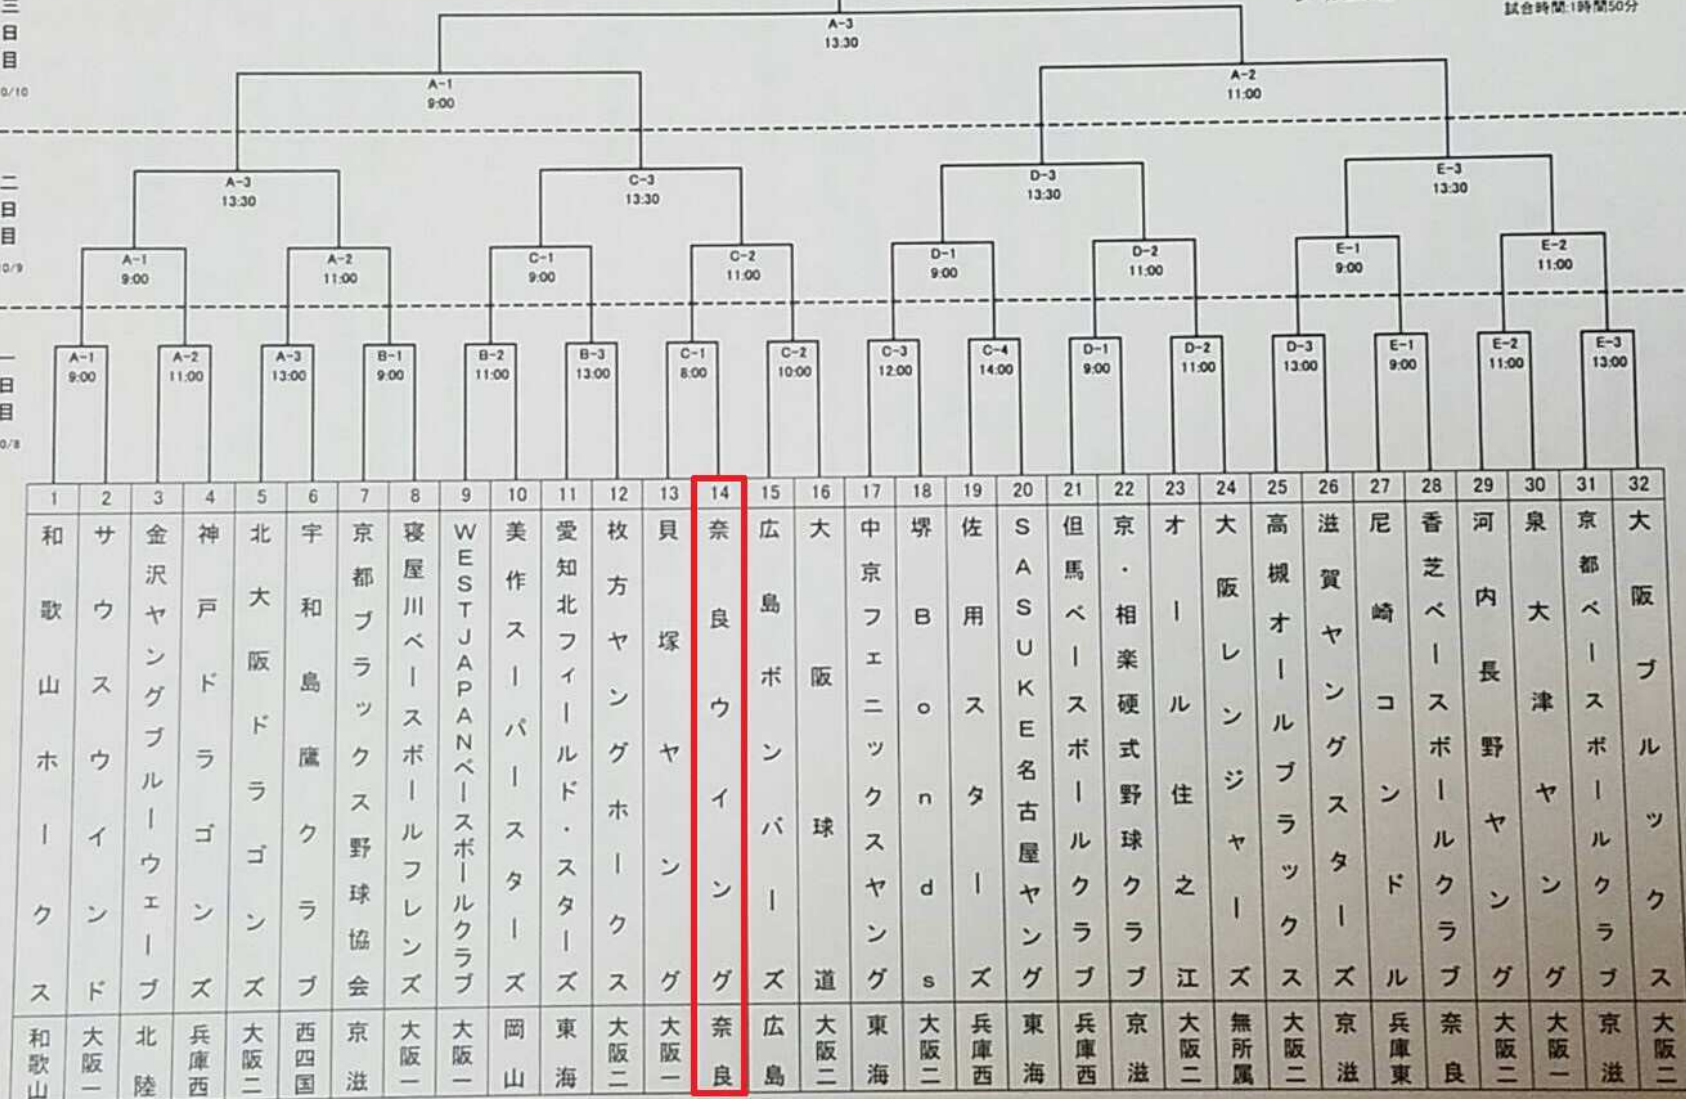 試合時間:1時間50分
三日目
A-3
13:30
A-1
9:00
A-2
11:00
0/10
二日目
A-3
13:30
C-3
13:30
D-3
13:30
E-3
13:30
A-1
9:00
A-2
11:00
C-1
9:00
C-2
11:00
D-1
9:00
D-2
11:00
E-1
9:00
E-2
11:00
0/9
一日目
A-1
9:00
A-2
11:00
A-3
13:00
B-1
9:00
B-2
11:00
B-3
13:00
C-1
8:00
C-2
10:00
C-3
12:00
C-4
14:00
D-1
9:00
D-2
11:00
D-3
13:00
E-1
9:00
E-2
11:00
E-3
13:00
0/8
1 和歌山ホークス 和歌山
2 サウスウインド 大阪一
3 金沢ヤングブルーウェーブ 北陸
4 神戸ドラゴンズ 兵庫西
5 北大阪ドラゴンズ 大阪二
6 宇和島鷹クラブ 西四国
7 京都ブラックス野球協会 京滋
8 寝屋川ベースボールフレンズ 大阪一
9 WESTJAPANベースボールクラブ 大阪一
10 美作スーパースターズ 岡山
11 愛知北フィールド・スターズ 東海
12 枚方ヤングホークス 大阪二
13 貝塚ヤング 大阪一
14 奈良ウイング 奈良
15 広島ボンバーズ 広島
16 大阪球道 大阪二
17 中京フェニックスヤング 東海
18 堺Bonds 大阪二
19 佐用スターズ 兵庫西
20 SASUKE名古屋ヤング 東海
21 但馬ベースボールクラブ 兵庫西
22 京・相楽硬式野球クラブ 京滋
23 オール住之江 大阪二
24 大阪レンジャーズ 無所属
25 高槻オールブラックス 大阪二
26 滋賀ヤングスターズ 京滋
27 尼崎コンドル 兵庫東
28 香芝ベースボールクラブ 奈良
29 河内長野ヤング 大阪二
30 泉大津ヤング 大阪一
31 京都ベースボールクラブ 京滋
32 大阪ブルックス 大阪二